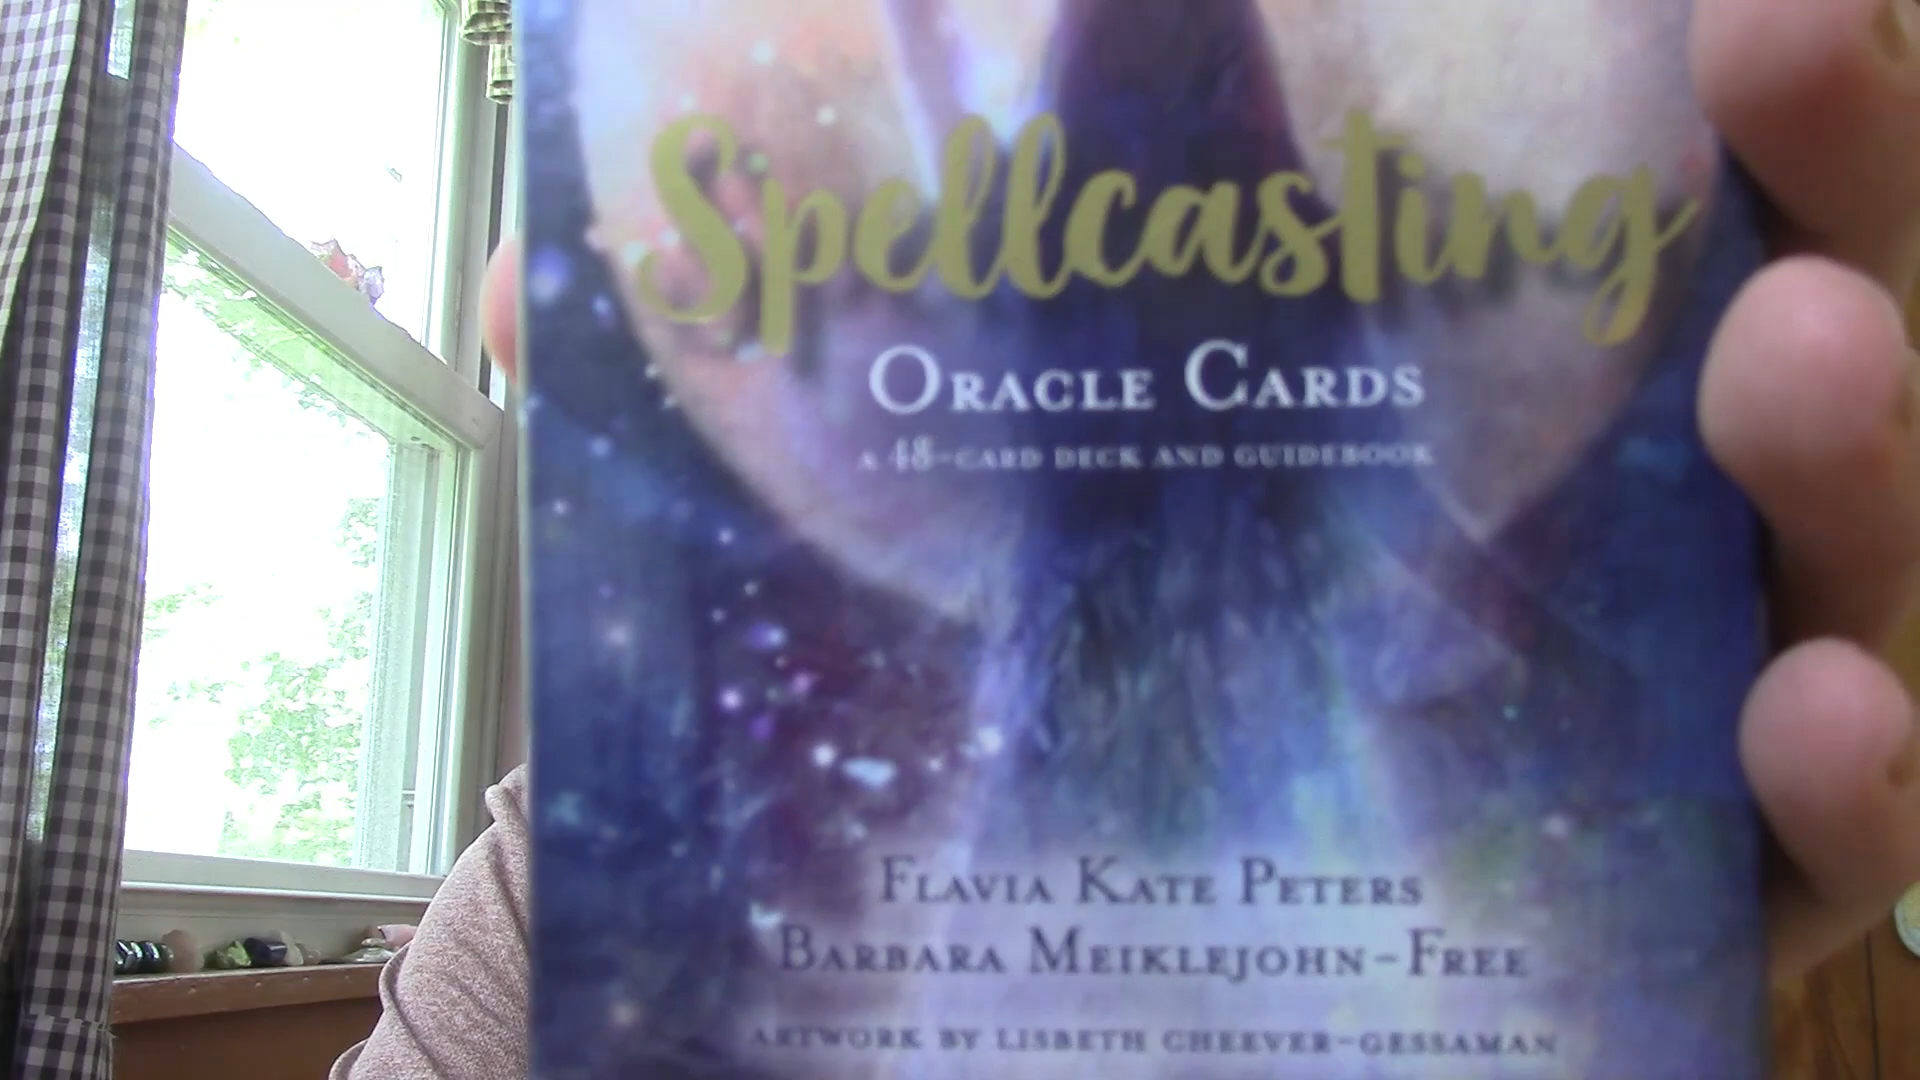 Spellcasting
Oracle Cards
A 48-CARD DECK AND GUIDEBOOK
Flavia Kate Peters
Barbara Meiklejohn-Free
ARTWORK BY LISBETH CHEEVER-GESSAMAN